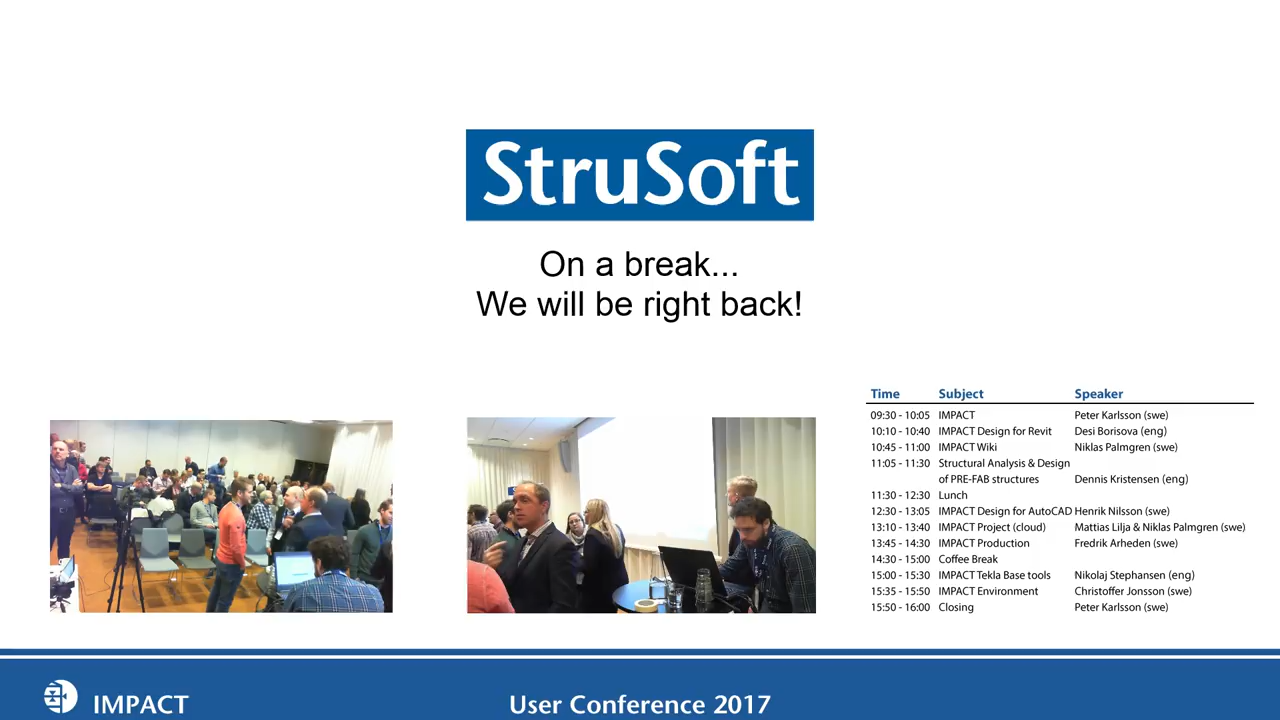 StruSoft
On a break...
We will be right back!
Time Subject Speaker
09:30 - 10:05 IMPACT Peter Karlsson (swe)
10:10 - 10:40 IMPACT Design for Revit Desi Borisova (eng)
10:45 - 11:00 IMPACT Wiki Niklas Palmgren (swe)
11:05 - 11:30 Structural Analysis & Design
of PRE-FAB structures Dennis Kristensen (eng)
11:30 - 12:30 Lunch
12:30 - 13:05 IMPACT Design for AutoCAD Henrik Nilsson (swe)
13:10 - 13:40 IMPACT Project (cloud) Mattias Lilja & Niklas Palmgren (swe)
13:45 - 14:30 IMPACT Production Fredrik Arheden (swe)
14:30 - 15:00 Coffee Break
15:00 - 15:30 IMPACT Tekla Base tools Nikolaj Stephansen (eng)
15:35 - 15:50 IMPACT Environment Christoffer Jonsson (swe)
15:50 - 16:00 Closing Peter Karlsson (swe)
IMPACT User Conference 2017